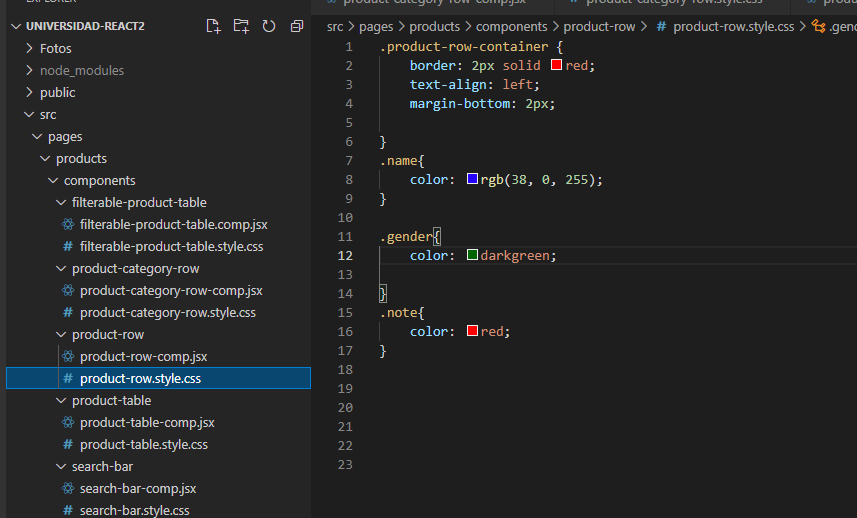 EXPLORER
product-category-row-comp.jsx
product-category-row.style.css
UNIVERSIDAD-REACT2
Fotos
node_modules
public
src
pages
products
components
filterable-product-table
filterable-product-table.comp.jsx
# filterable-product-table.style.css
product-category-row
product-category-row-comp.jsx
# product-category-row.style.css
product-row
product-row-comp.jsx
# product-row.style.css
product-table
product-table-comp.jsx
# product-table.style.css
search-bar
search-bar-comp.jsx
# search-bar.style.css
src > pages > products > components > product-row > # product-row.style.css > .gen
1 .product-row-container {
2 border: 2px solid red;
3 text-align: left;
4 margin-bottom: 2px;
5
6 }
7 .name{
8 color: rgb(38, 0, 255);
9 }
10
11 .gender{
12 color: darkgreen;
13
14 }
15 .note{
16 color: red;
17 }
18
19
20
21
22
23